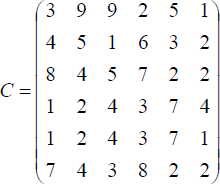 3 9 9 2 5 1
4 5 1 6 3 2
8 4 5 7 2 2
C =
1 2 4 3 7 4
1 2 4 3 7 1
7 4 3 8 2 2